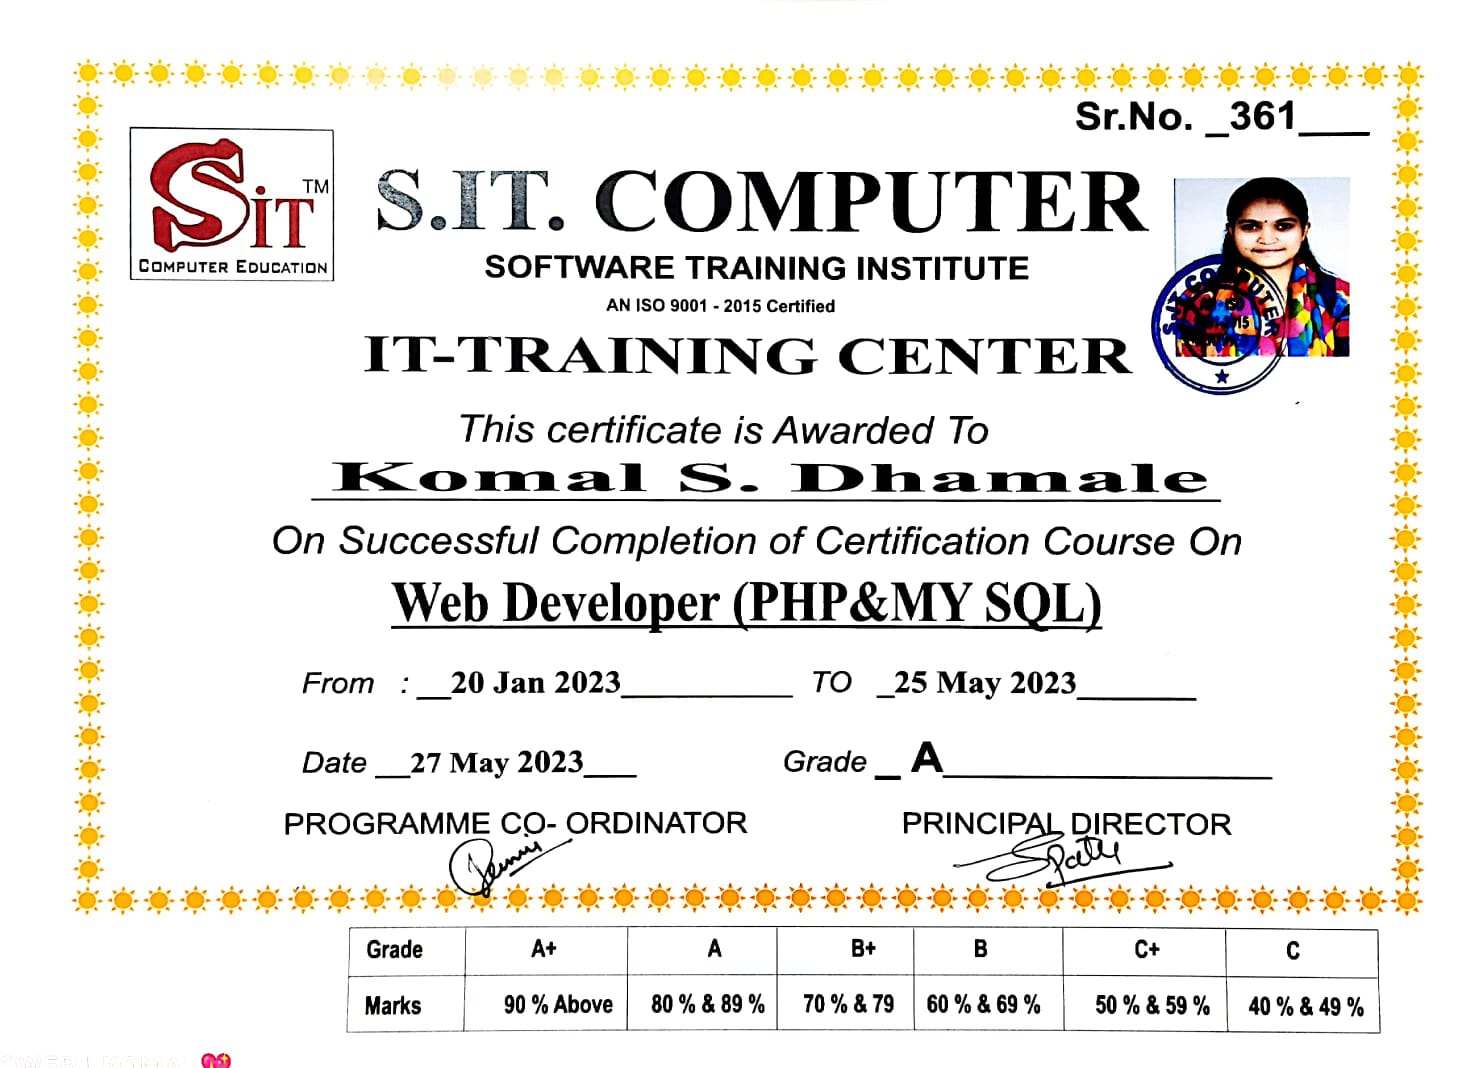 Sr.No. _361___
SiT TM
COMPUTER EDUCATION
S.IT. COMPUTER
SOFTWARE TRAINING INSTITUTE
AN ISO 9001 - 2015 Certified
IT-TRAINING CENTER
S.I.T COMPUTER
This certificate is Awarded To
Komal S. Dhamale
On Successful Completion of Certification Course On
Web Developer (PHP&MY SQL)
From : __20 Jan 2023__________ TO _25 May 2023_______
Date __27 May 2023___ Grade _ A__________________
PROGRAMME CO- ORDINATOR PRINCIPAL DIRECTOR
Grade A+ A B+ B C+ C
Marks 90 % Above 80 % & 89 % 70 % & 79 60 % & 69 % 50 % & 59 % 40 % & 49 %